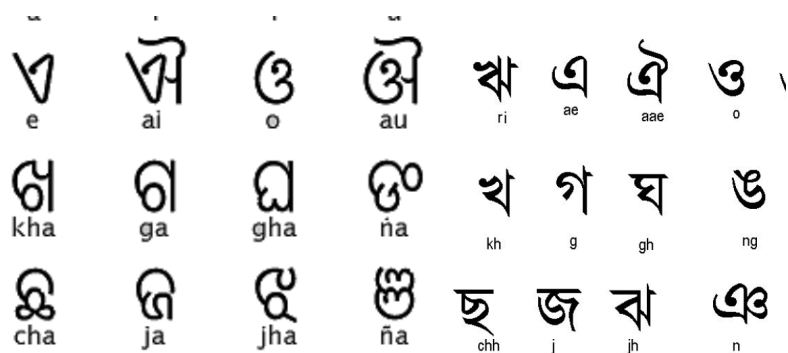 ଏ ଐ ଓ ଔ ঋ এ ঐ ও
e ai o au ri ae aae o
ଖ ଗ ଘ ଙ খ গ ঘ ঙ
kha ga gha ṅa kh g gh ng
ଛ ଜ ଝ ଞ ছ জ ঝ ঞ
cha ja jha ña chh j jh n